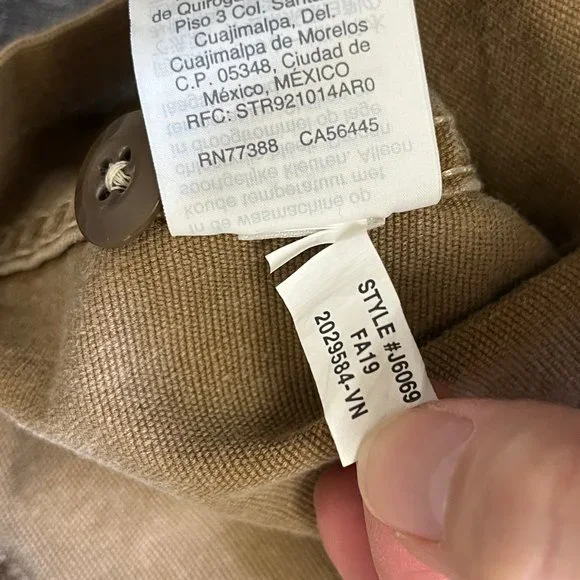 de Quiroga
Piso 3 Col. Santa
Cuajimalpa, Del.
Cuajimalpa de Morelos
C.P. 05348, Ciudad de
México, MÉXICO
RFC: STR921014AR0
RN77388 CA56445
STYLE #J6069
FA19
2029584-VN